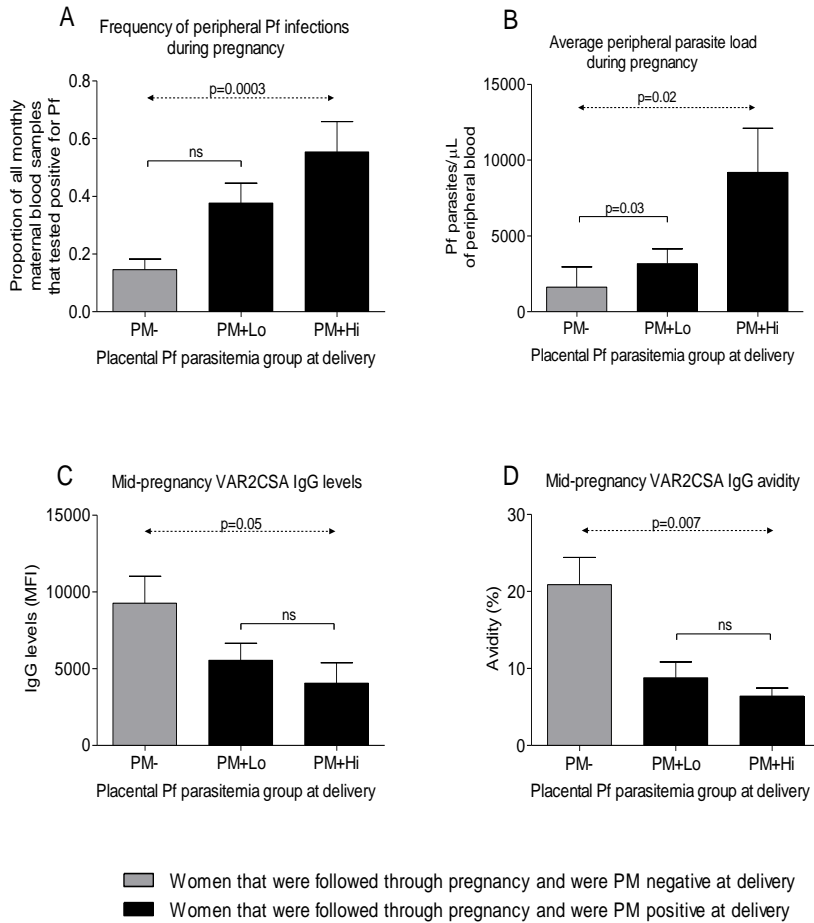 A
Frequency of peripheral Pf infections
during pregnancy
Proportion of all monthly
maternal blood samples
that tested positive for Pf
0.8
0.6
0.4
0.2
0.0
p=0.0003
ns
PM-
PM+Lo
PM+Hi
Placental Pf parasitemia group at delivery
B
Average peripheral parasite load
during pregnancy
Pf parasites/μL
of peripheral blood
15000
10000
5000
0
p=0.02
p=0.03
PM-
PM+Lo
PM+Hi
Placental Pf parasitemia group at delivery
C
Mid-pregnancy VAR2CSA IgG levels
IgG levels (MFI)
15000
10000
5000
0
p=0.05
ns
PM-
PM+Lo
PM+Hi
Placental Pf parasitemia group at delivery
D
Mid-pregnancy VAR2CSA IgG avidity
Avidity (%)
30
20
10
0
p=0.007
ns
PM-
PM+Lo
PM+Hi
Placental Pf parasitemia group at delivery
Women that were followed through pregnancy and were PM negative at delivery
Women that were followed through pregnancy and were PM positive at delivery